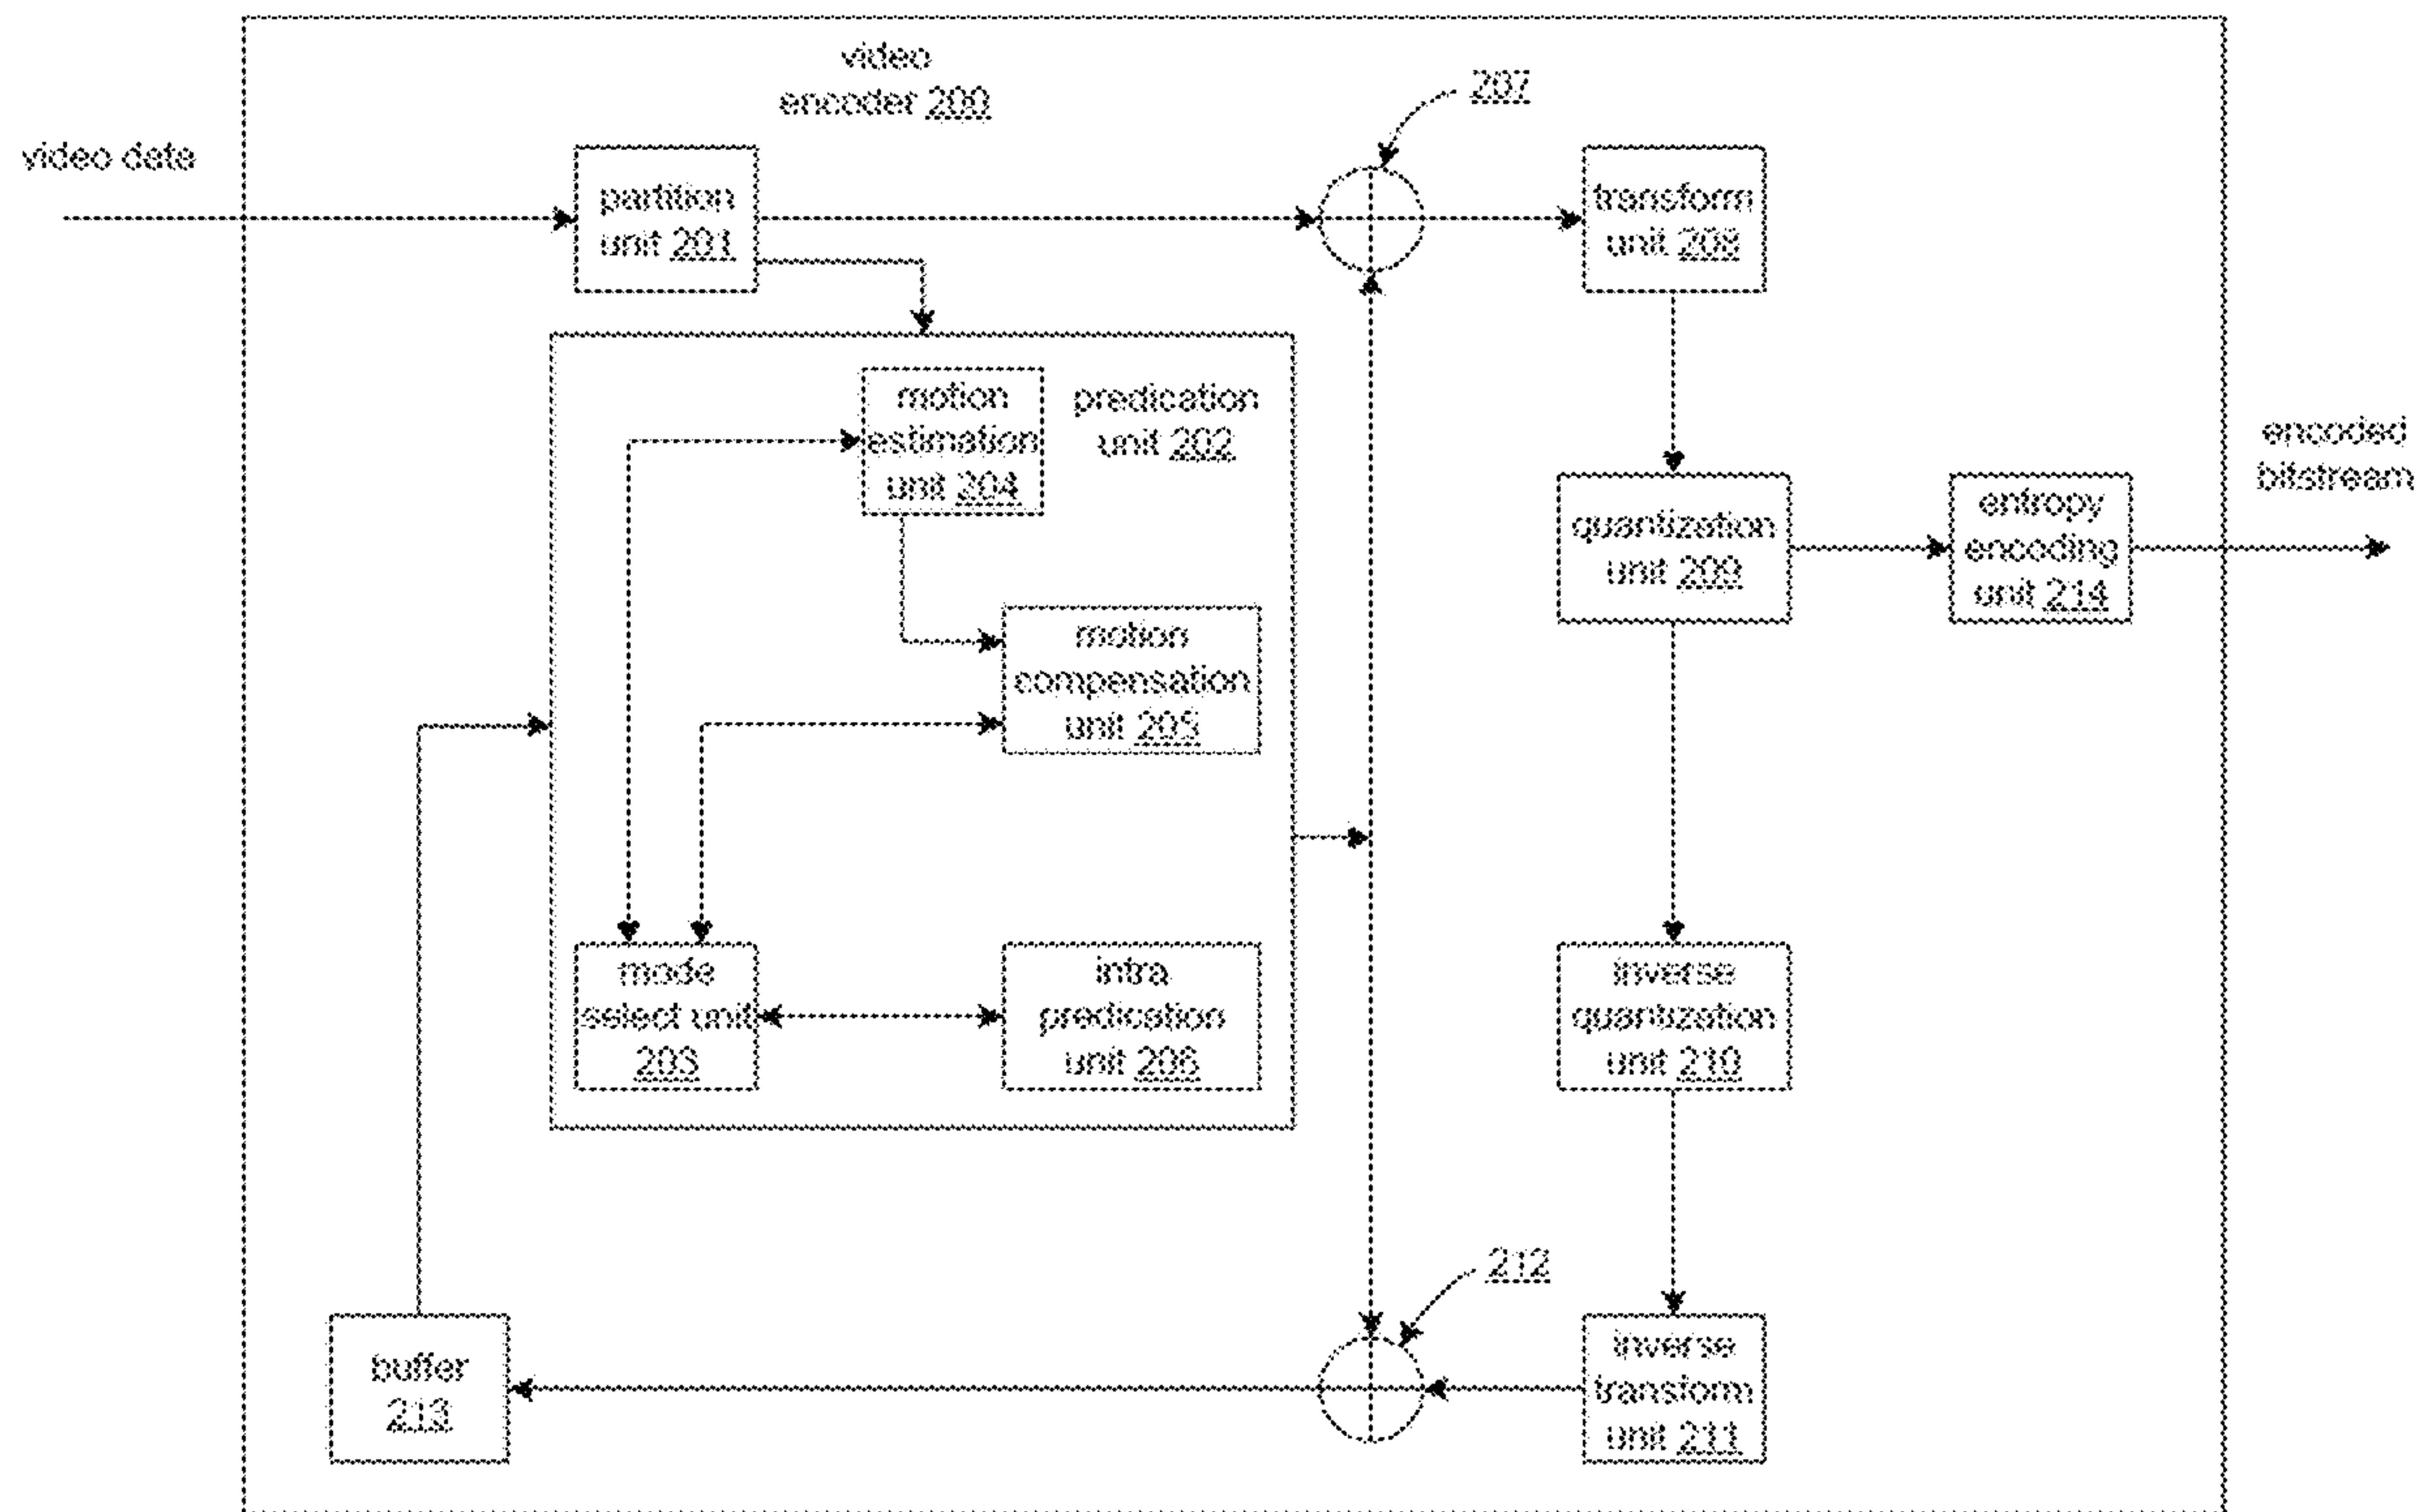 video
encoder 200
207
video data
partition
unit 201
transform
unit 208
motion
estimation
unit 204
predication
unit 202
encoded
bitstream
quantization
unit 209
entropy
encoding
unit 214
motion
compensation
unit 205
mode
select unit
203
intra
predication
unit 206
inverse
quantization
unit 210
212
buffer
213
inverse
transform
unit 211